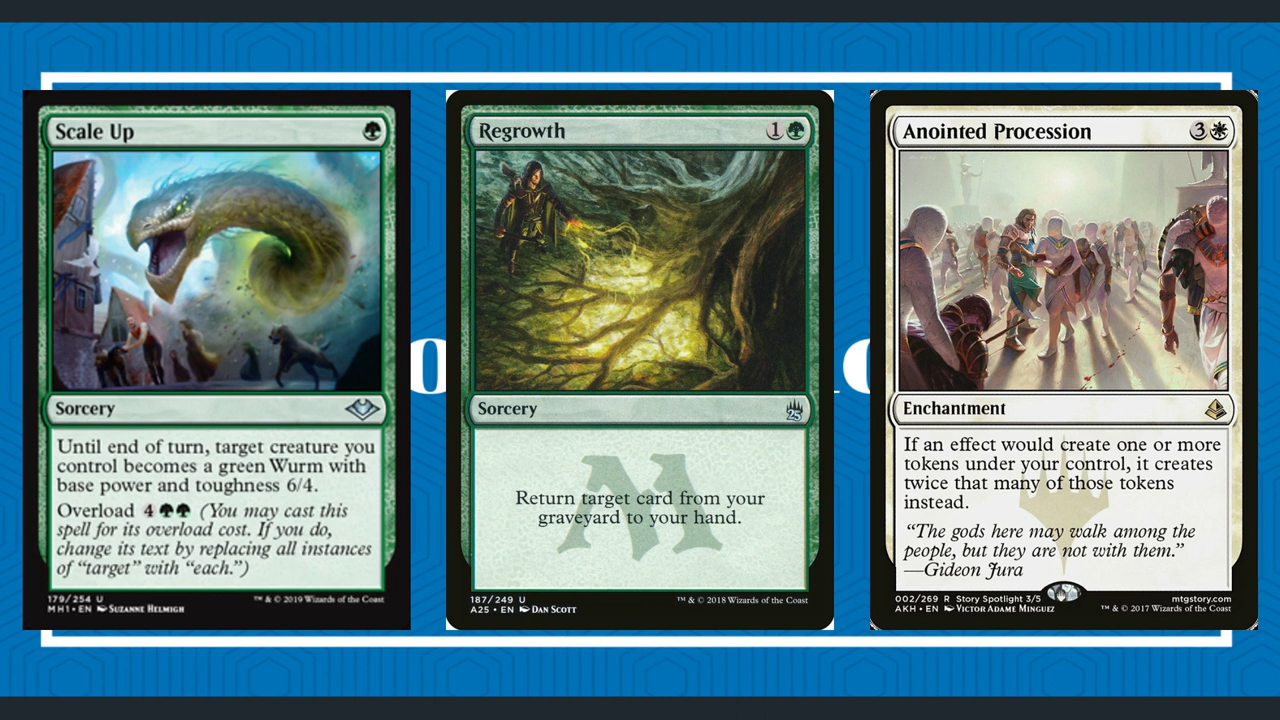 Scale Up
Sorcery
Until end of turn, target creature you
control becomes a green Wurm with
base power and toughness 6/4.
Overload 4 (You may cast this
spell for its overload cost. If you do,
change its text by replacing all instances
of “target” with “each.”)
179/254 U
MH1 • EN SUZANNE HELMIGH
™ & © 2019 Wizards of the Coast
Regrowth 1
Sorcery
25
Return target card from your
graveyard to your hand.
187/249 U
A25 • EN DAN SCOTT
™ & © 2018 Wizards of the Coast
Anointed Procession 3
Enchantment
If an effect would create one or more
tokens under your control, it creates
twice that many of those tokens
instead.
“The gods here may walk among the
people, but they are not with them.”
—Gideon Jura
002/269 R Story Spotlight 3/5
AKH • EN VICTOR ADAME MINGUEZ
mtgstory.com
™ & © 2017 Wizards of the Coast